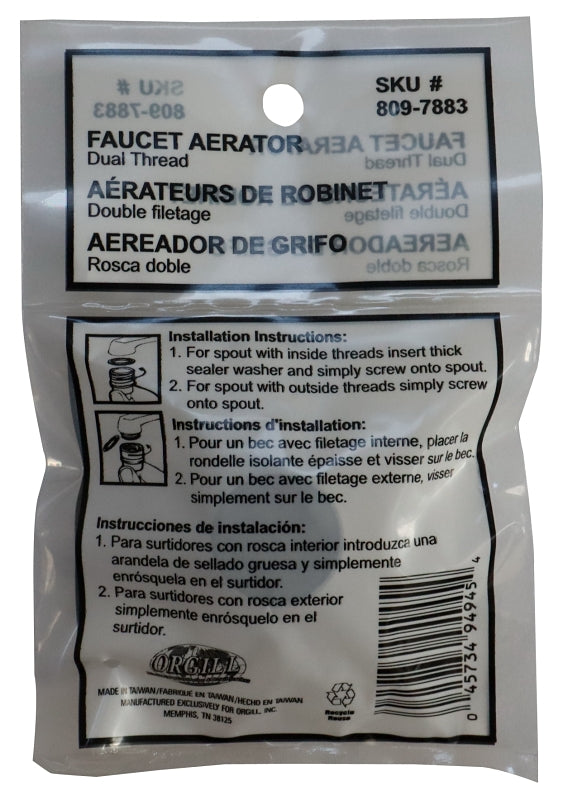 SKU #
809-7883
FAUCET AERATOR
Dual Thread
AÉRATEURS DE ROBINET
Double filetage
AEREADOR DE GRIFO
Rosca doble
Installation Instructions:
1. For spout with inside threads insert thick
sealer washer and simply screw onto spout.
2. For spout with outside threads simply screw
onto spout.
Instructions d'installation:
1. Pour un bec avec filetage interne, placer la
rondelle isolante épaisse et visser sur le bec.
2. Pour un bec avec filetage externe, visser
simplement sur le bec.
Instrucciones de instalación:
1. Para surtidores con rosca interior introduzca una
arandela de sellado gruesa y simplemente
enrósquela en el surtidor.
2. Para surtidores con rosca exterior
simplemente enrósquelo en el
surtidor.
ORGILL
MADE IN TAIWAN/FABRIQUÉ EN TAIWAN/HECHO EN TAIWAN
MANUFACTURED EXCLUSIVELY FOR ORGILL, INC.
MEMPHIS, TN 38125
Recycle
Reuse
0 45734 94945 4